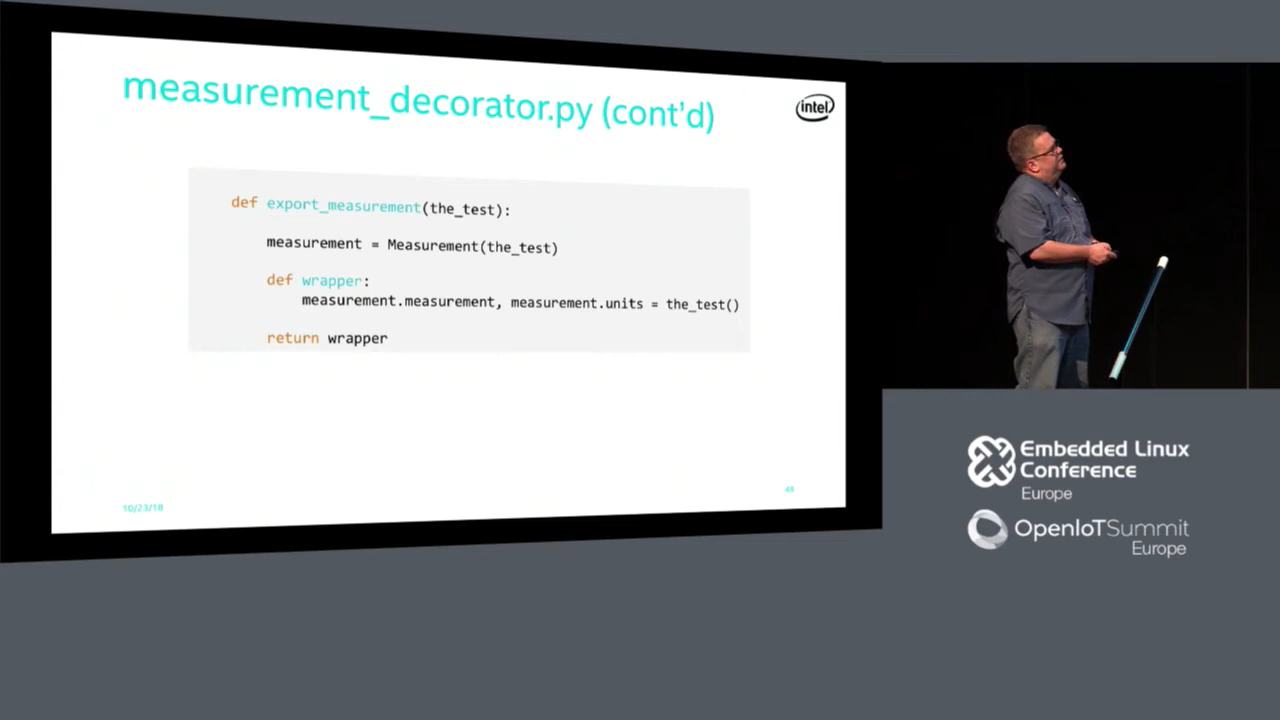 measurement_decorator.py (cont'd)
intel
def export_measurement(the_test):
measurement = Measurement(the_test)
def wrapper:
measurement.measurement, measurement.units = the_test()
return wrapper
10/23/18
48
Embedded Linux
Conference
Europe
OpenIoTSummit
Europe